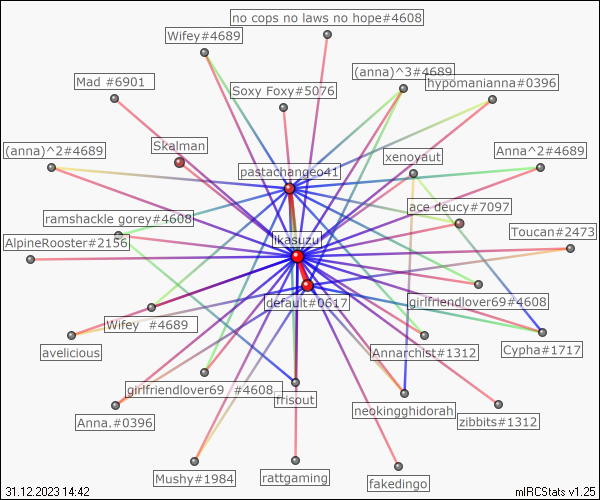 no cops no laws no hope#4608
Wifey#4689
(anna)^3#4689
Mad #6901
Soxy Foxy#5076
hypomanianna#0396
Skalman
(anna)^2#4689
xenoyaut
Anna^2#4689
pastachangeo41
ramshackle gorey#4608
ace deicy#7097
AlpineRooster#2156
ikasuzu
Toucan#2473
default#0617
girlfriendlover69#4608
Wifey #4689
avelicious
Annarchist#1312
Cypha#1717
girlfriendlover69 #4608
frisout
neokingghidorah
Anna.#0396
zibbits#1312
Mushy#1984
rattgaming
fakedingo
31.12.2023 14:42
mIRCStats v1.25